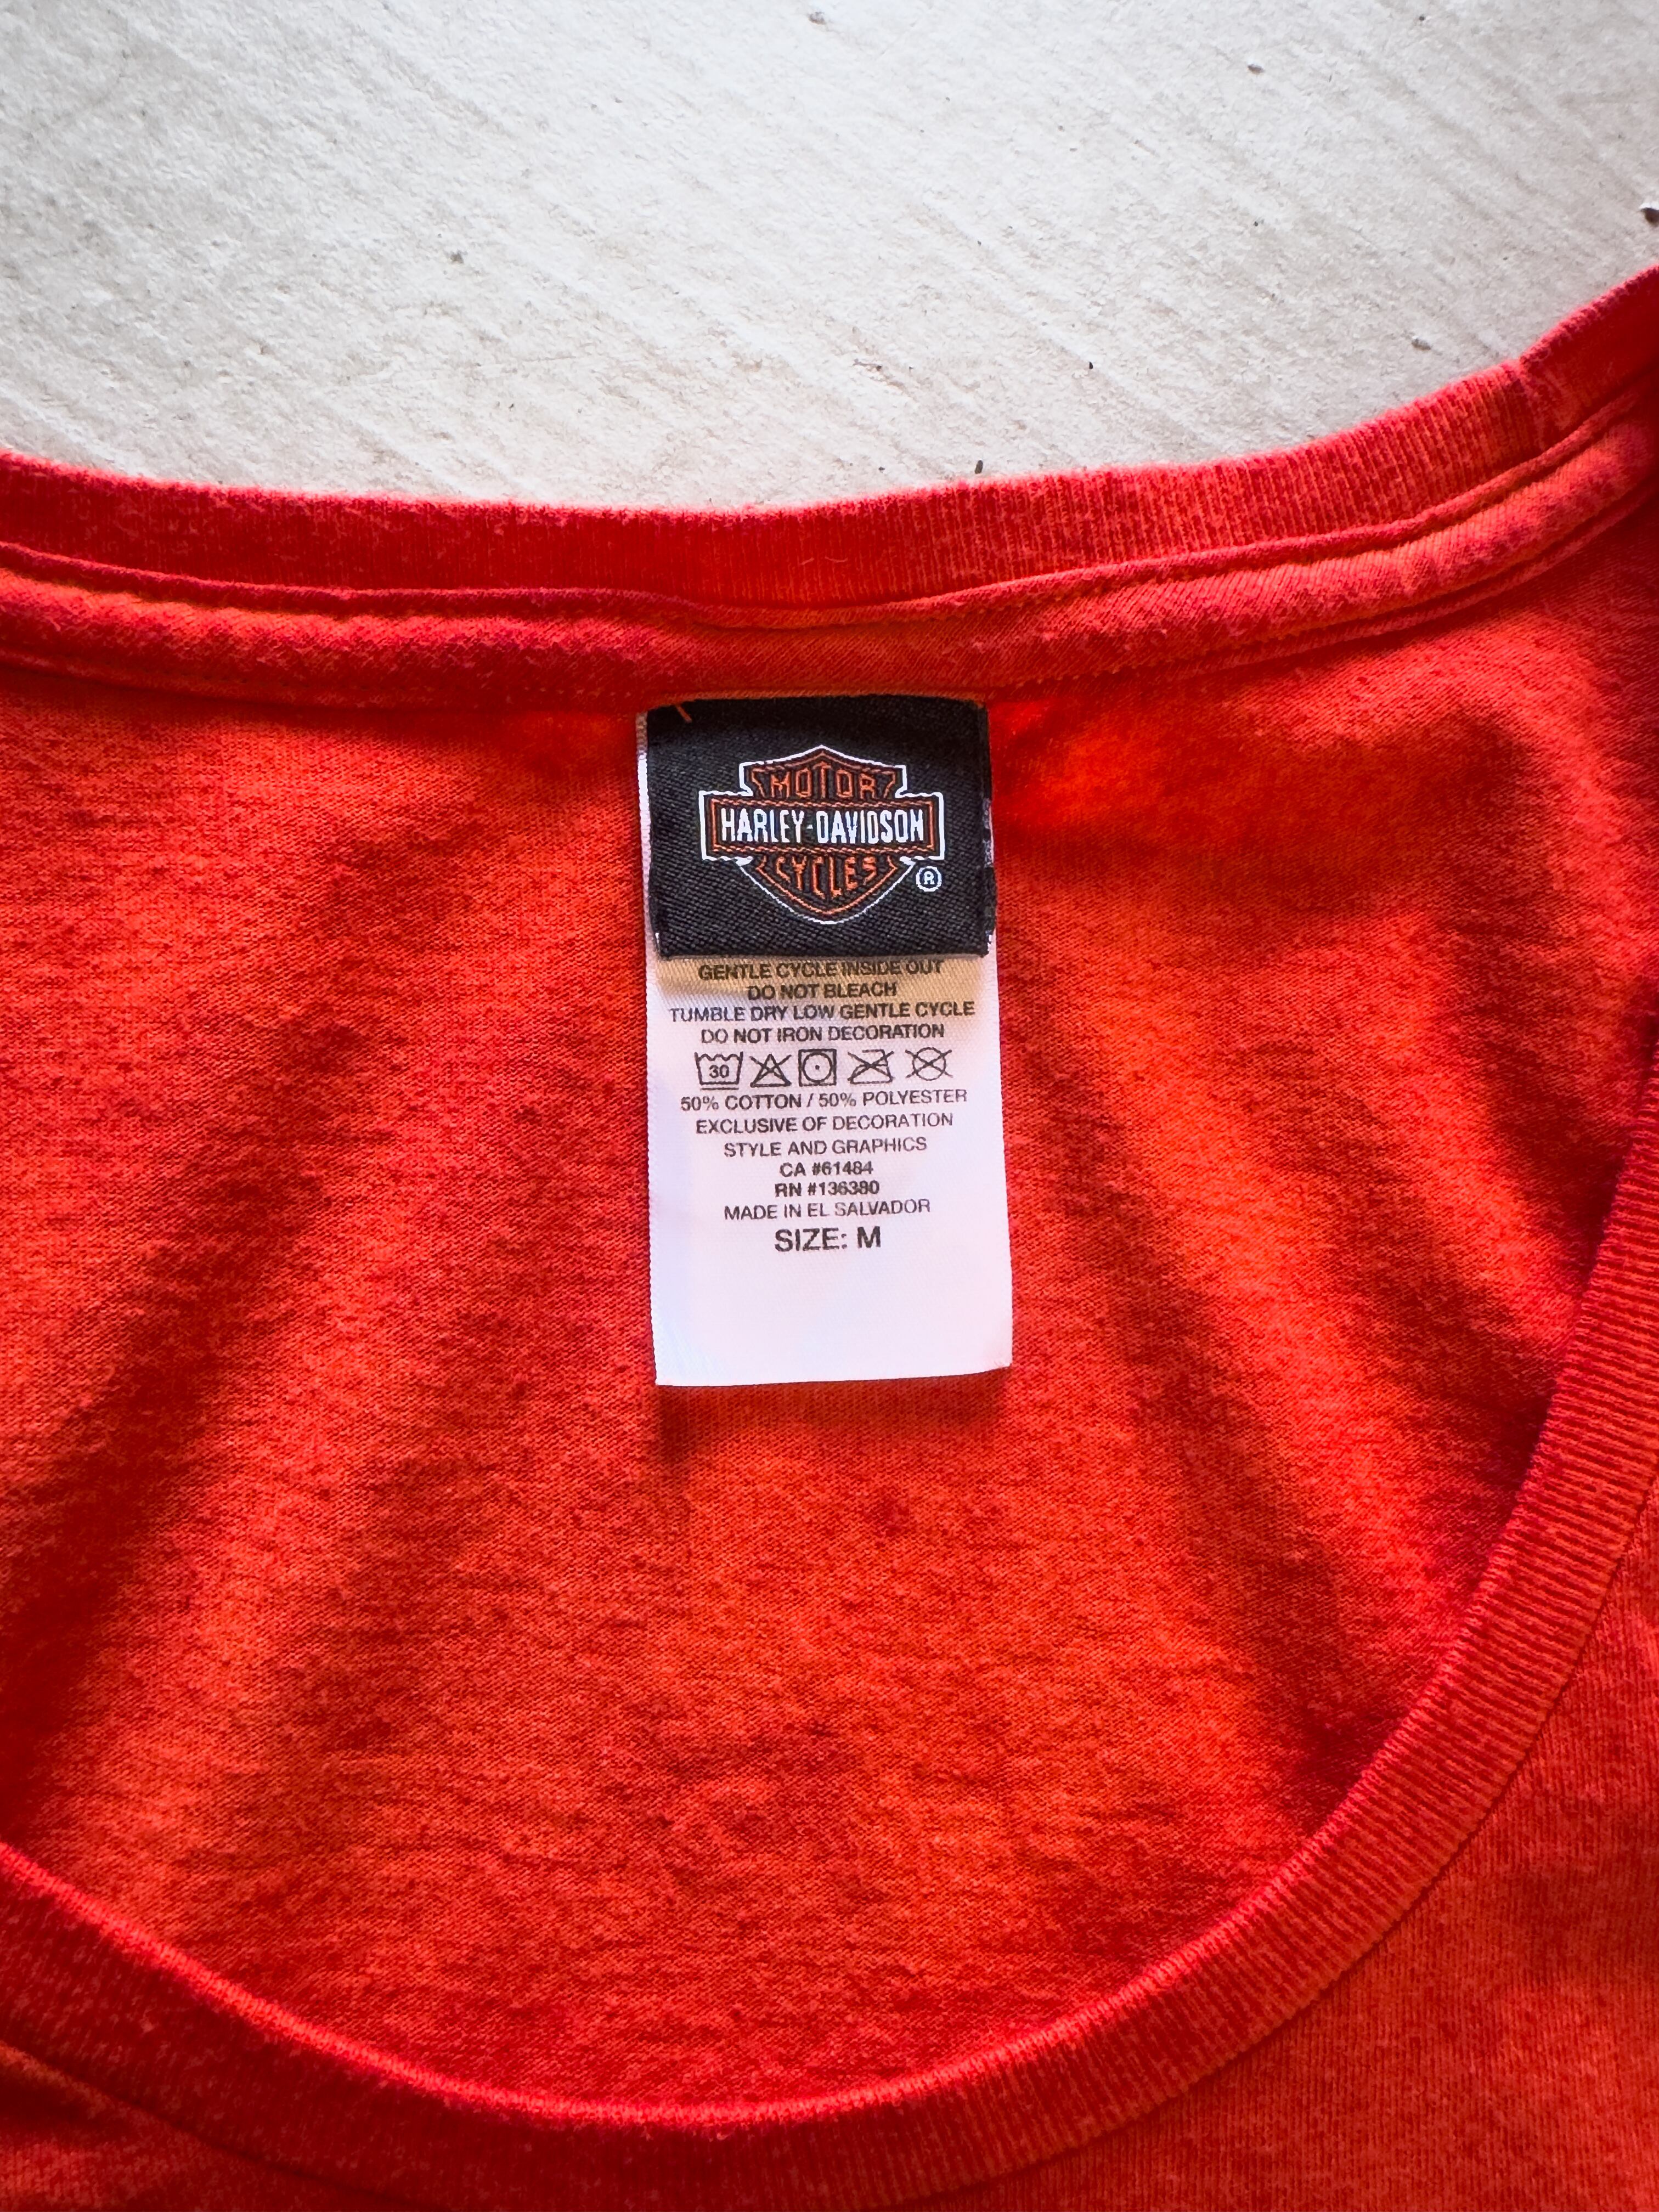 MOTOR
HARLEY-DAVIDSON
CYCLES
®
GENTLE CYCLE INSIDE OUT
DO NOT BLEACH
TUMBLE DRY LOW GENTLE CYCLE
DO NOT IRON DECORATION
30
50% COTTON / 50% POLYESTER
EXCLUSIVE OF DECORATION
STYLE AND GRAPHICS
CA #61484
RN #136380
MADE IN EL SALVADOR
SIZE: M